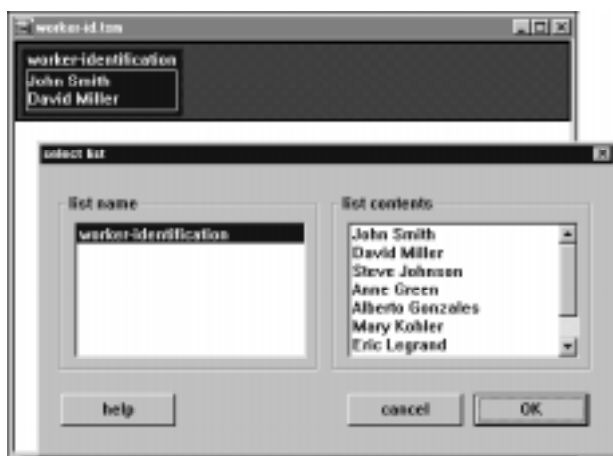 worker-id.tsm
worker-identification
John Smith
David Miller
select list
list name
list contents
worker-identification
John Smith
David Miller
Steve Johnson
Anne Green
Alberto Gonzales
Mary Kohler
Eric Legrand
help
cancel
OK